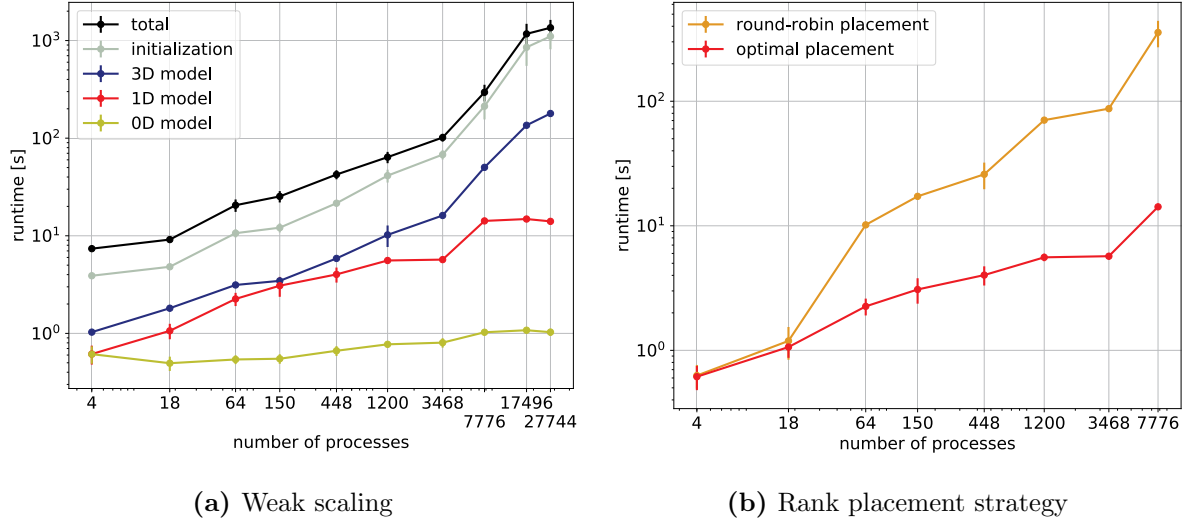 total
initialization
3D model
1D model
0D model
10³
10²
10¹
10⁰
runtime [s]
4 18 64 150 448 1200 3468 17496
7776 27744
number of processes
(a) Weak scaling
round-robin placement
optimal placement
10²
10¹
10⁰
runtime [s]
4 18 64 150 448 1200 3468 7776
number of processes
(b) Rank placement strategy